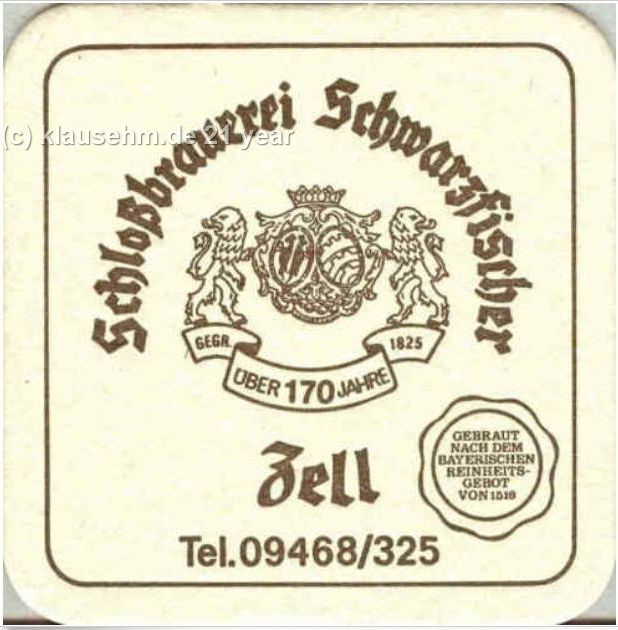 (c) klausehm.de 21 year
Schloßbrauerei Schwarzfischer
GEGR. 1825
ÜBER 170 JAHRE
Zell
GEBRAUT
NACH DEM
BAYERISCHEN
REINHEITS-
GEBOT
VON 1516
Tel. 09468/325